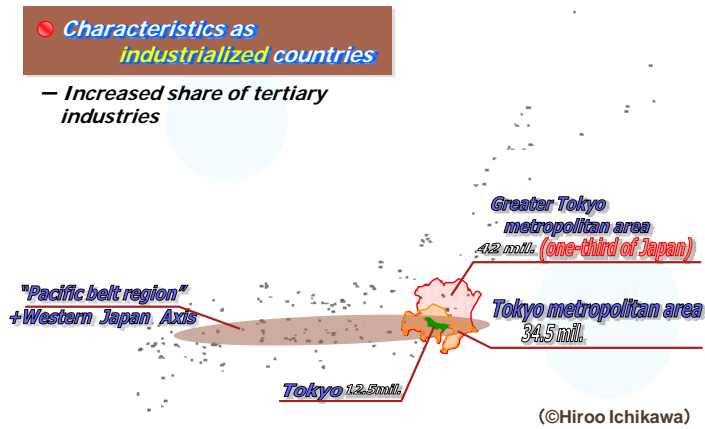 Characteristics as
industrialized countries
— Increased share of tertiary
industries
Greater Tokyo
metropolitan area
42 mil. (one-third of Japan)
"Pacific belt region"
+Western Japan Axis
Tokyo metropolitan area
34.5 mil.
Tokyo 12.5mil.
(©Hiroo Ichikawa)